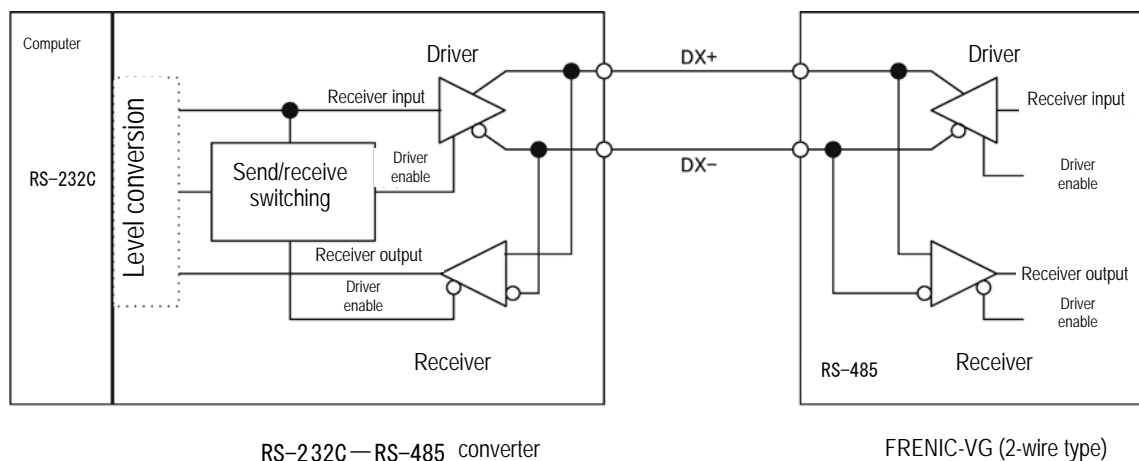 Computer
RS-232C
Level conversion
Send/receive
switching
Receiver input
Driver
Driver
enable
Receiver output
Driver
enable
Receiver
DX+
DX-
Driver
Receiver input
Driver
enable
Receiver output
Driver
enable
RS-485
Receiver
RS-232C—RS-485 converter
FRENIC-VG (2-wire type)